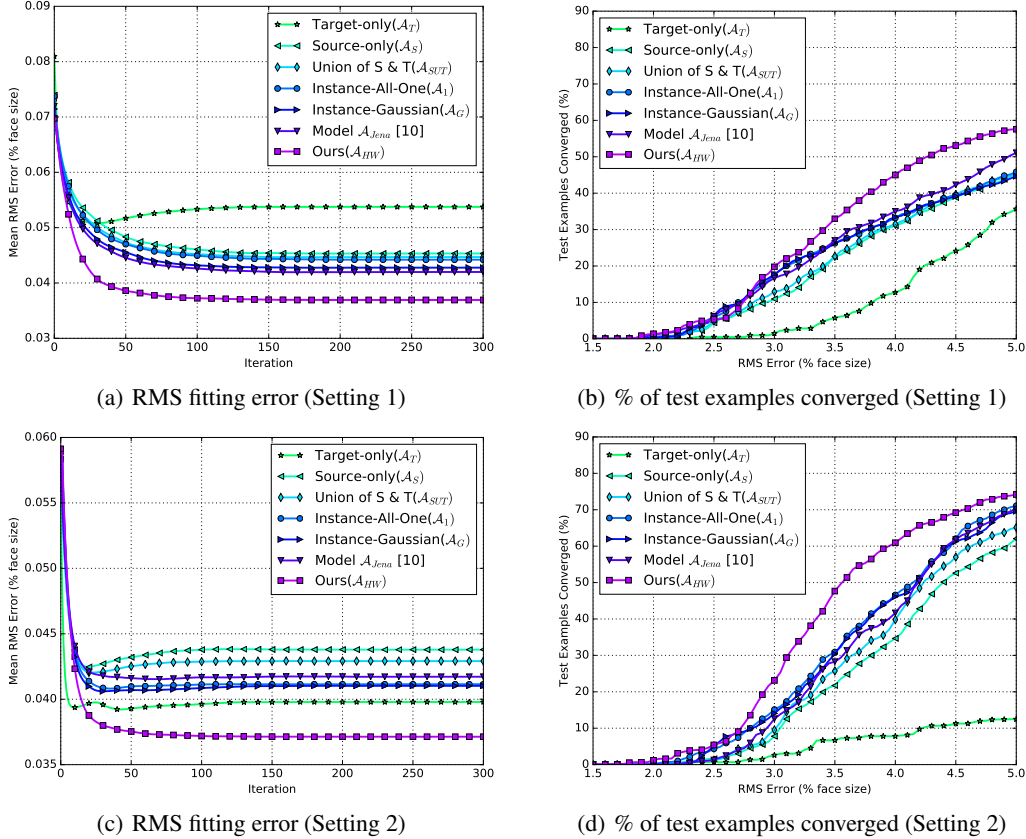 0.09
0.08
0.07
0.06
0.05
0.04
0.03
Mean RMS Error (% face size)
0 50 100 150 200 250 300
Iteration
Target-only(𝒜_T)
Source-only(𝒜_S)
Union of S & T(𝒜_SUT)
Instance-All-One(𝒜_1)
Instance-Gaussian(𝒜_G)
Model 𝒜_Jena [10]
Ours(𝒜_HW)
(a) RMS fitting error (Setting 1)
90
80
70
60
50
40
30
20
10
0
Test Examples Converged (%)
1.5 2.0 2.5 3.0 3.5 4.0 4.5 5.0
RMS Error (% face size)
Target-only(𝒜_T)
Source-only(𝒜_S)
Union of S & T(𝒜_SUT)
Instance-All-One(𝒜_1)
Instance-Gaussian(𝒜_G)
Model 𝒜_Jena [10]
Ours(𝒜_HW)
(b) % of test examples converged (Setting 1)
0.060
0.055
0.050
0.045
0.040
0.035
Mean RMS Error (% face size)
0 50 100 150 200 250 300
Iteration
Target-only(𝒜_T)
Source-only(𝒜_S)
Union of S & T(𝒜_SUT)
Instance-All-One(𝒜_1)
Instance-Gaussian(𝒜_G)
Model 𝒜_Jena [10]
Ours(𝒜_HW)
(c) RMS fitting error (Setting 2)
90
80
70
60
50
40
30
20
10
0
Test Examples Converged (%)
1.5 2.0 2.5 3.0 3.5 4.0 4.5 5.0
RMS Error (% face size)
Target-only(𝒜_T)
Source-only(𝒜_S)
Union of S & T(𝒜_SUT)
Instance-All-One(𝒜_1)
Instance-Gaussian(𝒜_G)
Model 𝒜_Jena [10]
Ours(𝒜_HW)
(d) % of test examples converged (Setting 2)